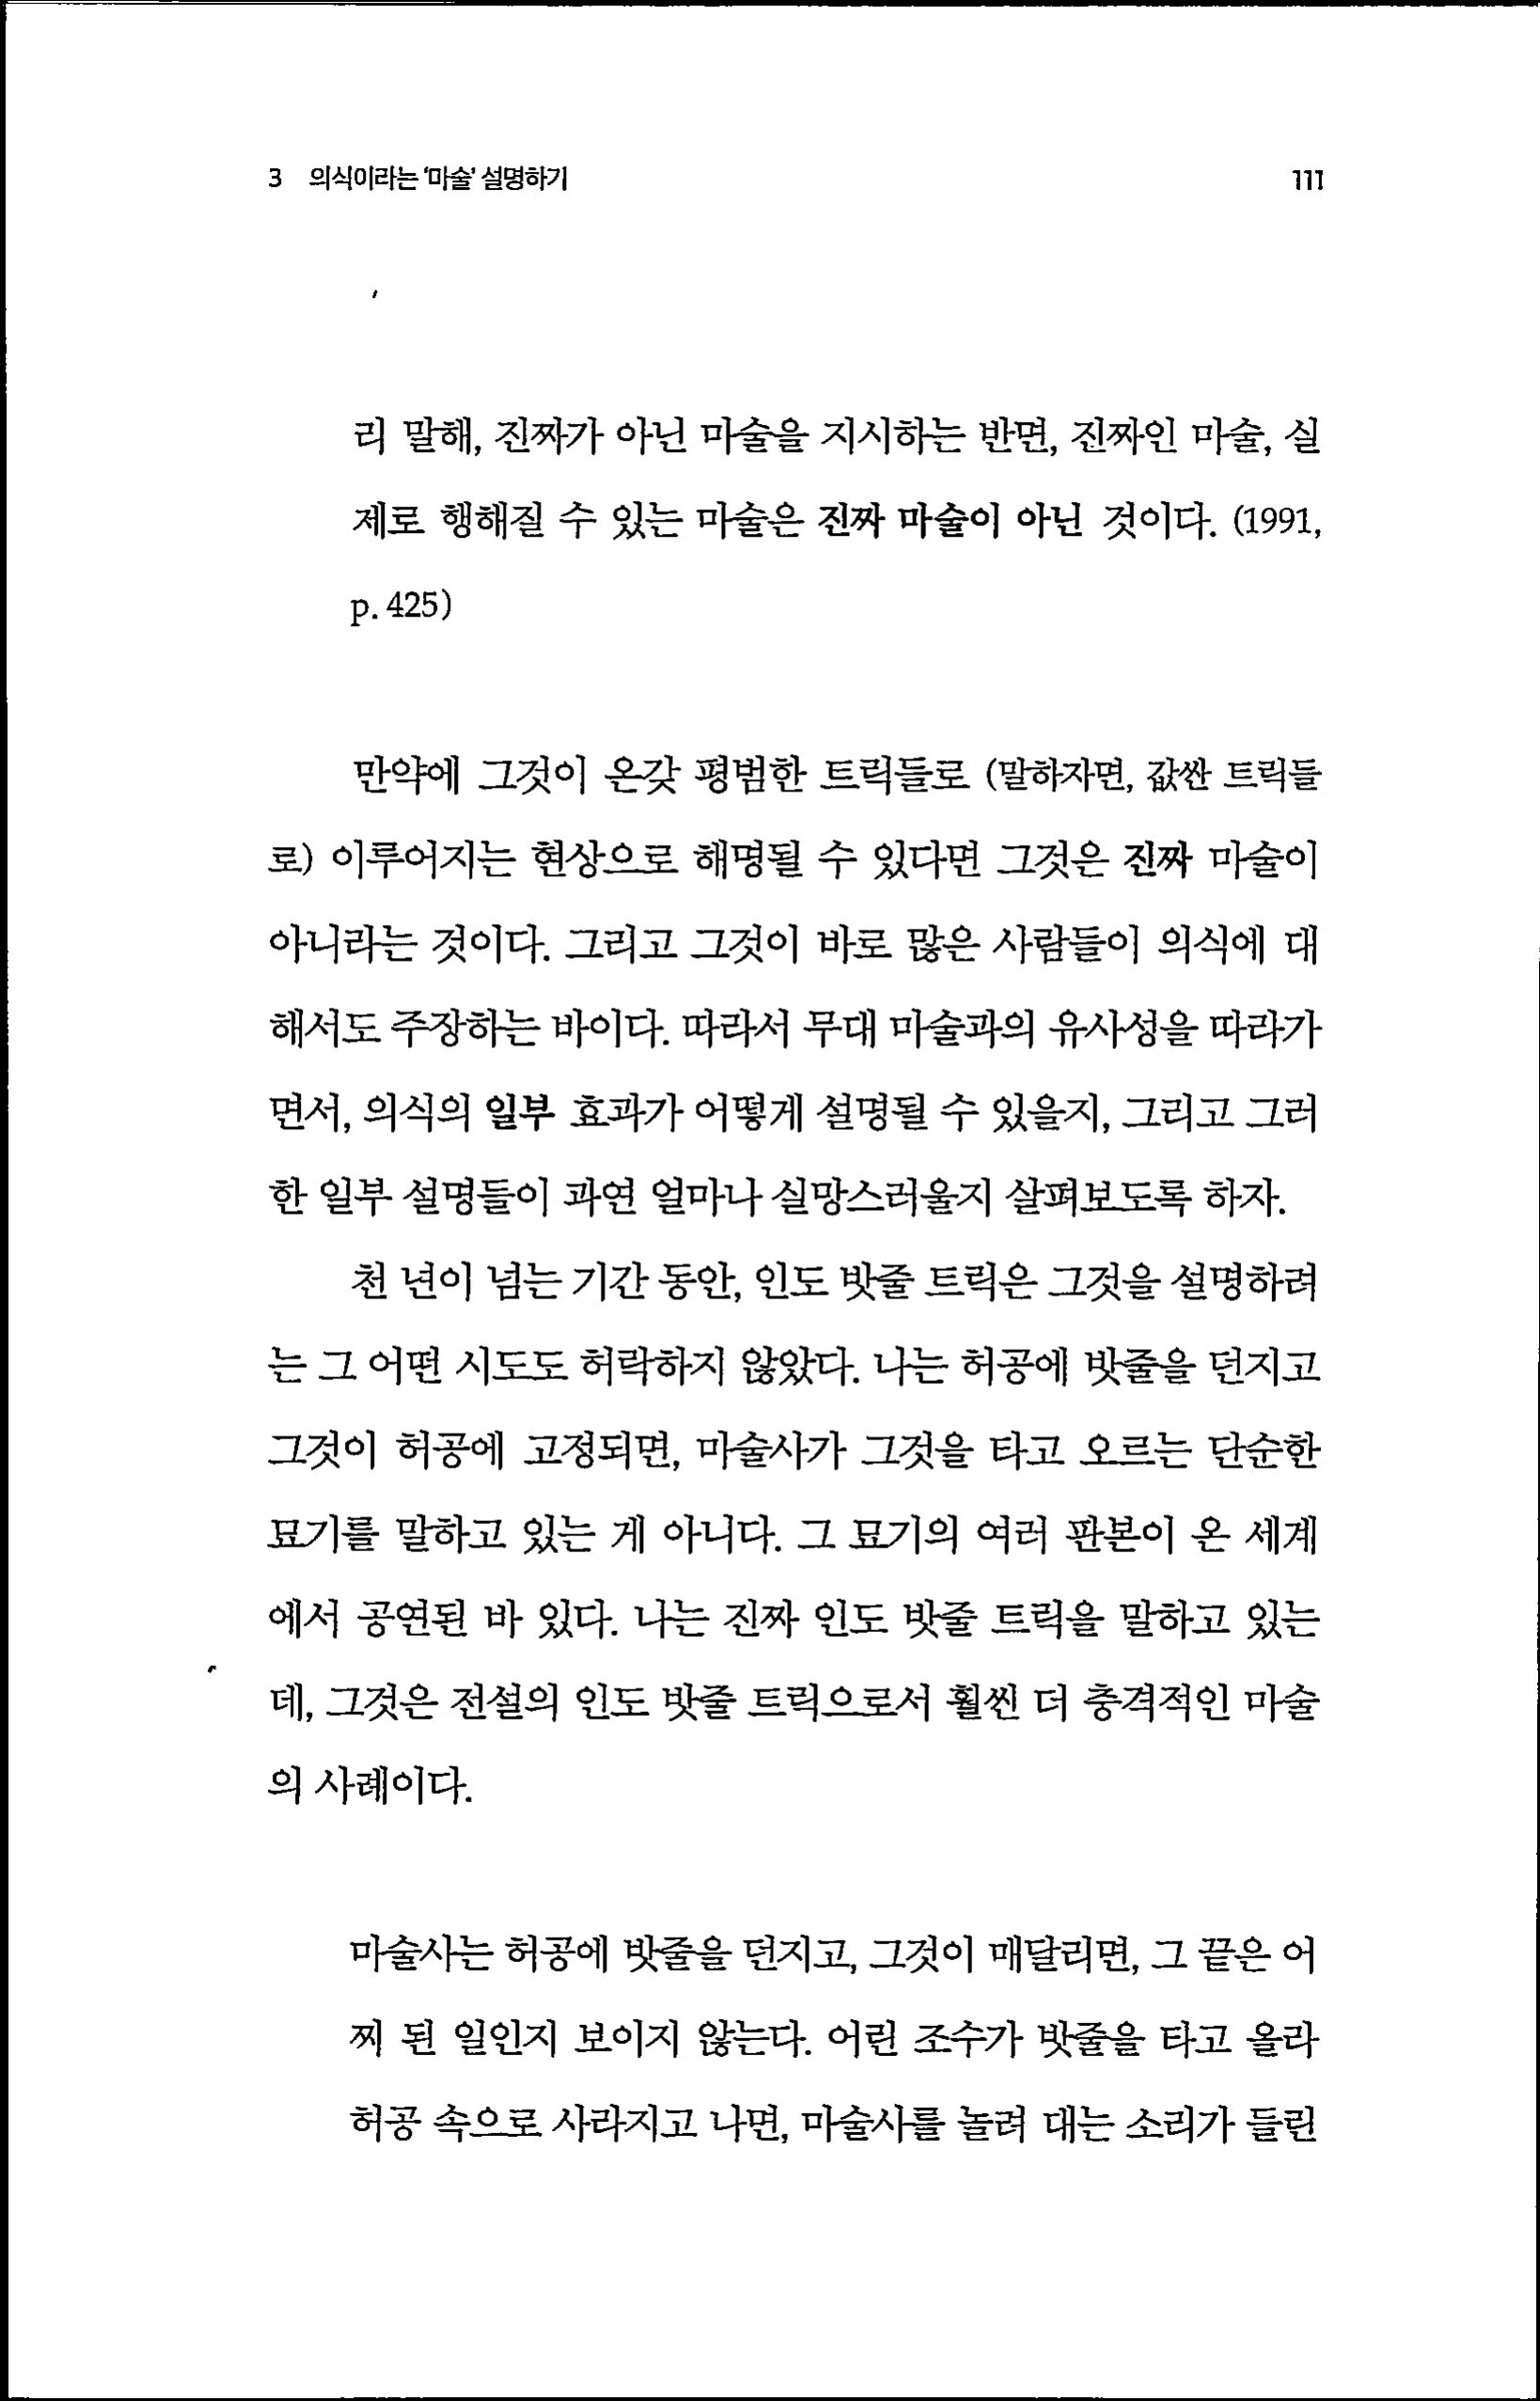 3 의식이라는 '마술' 설명하기 111
리 말해, 진짜가 아닌 마술을 지시하는 반면, 진짜인 마술, 실
제로 행해질 수 있는 마술은 진짜 마술이 아닌 것이다. (1991,
p. 425)
만약에 그것이 온갖 평범한 트릭들로 (말하자면, 값싼 트릭들
로) 이루어지는 현상으로 해명될 수 있다면 그것은 진짜 마술이
아니라는 것이다. 그리고 그것이 바로 많은 사람들이 의식에 대
해서도 주장하는 바이다. 따라서 무대 마술과의 유사성을 따라가
면서, 의식의 일부 효과가 어떻게 설명될 수 있을지, 그리고 그러
한 일부 설명들이 과연 얼마나 실망스러울지 살펴보도록 하자.
천 년이 넘는 기간 동안, 인도 밧줄 트릭은 그것을 설명하려
는 그 어떤 시도도 허락하지 않았다. 나는 허공에 밧줄을 던지고
그것이 허공에 고정되면, 마술사가 그것을 타고 오르는 단순한
묘기를 말하고 있는 게 아니다. 그 묘기의 여러 판본이 온 세계
에서 공연된 바 있다. 나는 진짜 인도 밧줄 트릭을 말하고 있는
데, 그것은 전설의 인도 밧줄 트릭으로서 훨씬 더 충격적인 마술
의 사례이다.
마술사는 허공에 밧줄을 던지고, 그것이 매달리면, 그 끝은 어
찌 된 일인지 보이지 않는다. 어린 조수가 밧줄을 타고 올라
허공 속으로 사라지고 나면, 마술사를 놀려 대는 소리가 들린